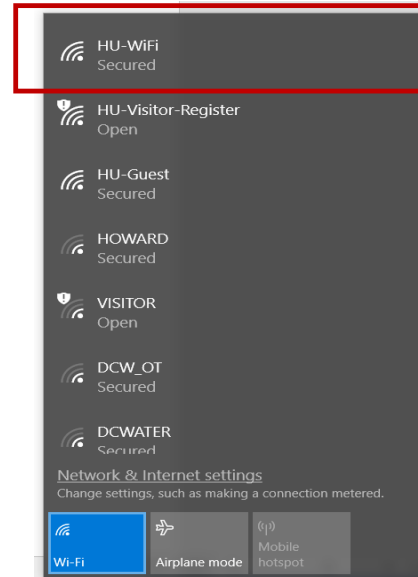 HU-WiFi
Secured
HU-Visitor-Register
Open
HU-Guest
Secured
HOWARD
Secured
VISITOR
Open
DCW_OT
Secured
DCWATER
Secured
Network & Internet settings
Change settings, such as making a connection metered.
Wi-Fi
Airplane mode
Mobile
hotspot